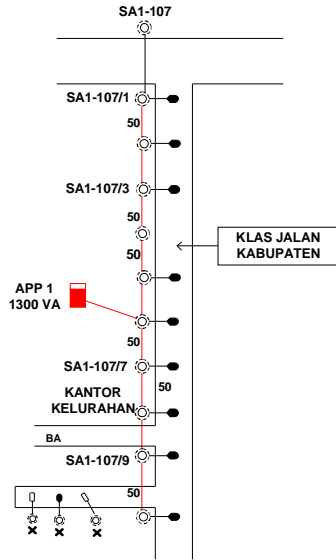 SA1-107
SA1-107/1
50
SA1-107/3
50
KLAS JALAN
KABUPATEN
50
APP 1
1300 VA
50
SA1-107/7
50
KANTOR
KELURAHAN
BA
SA1-107/9
50